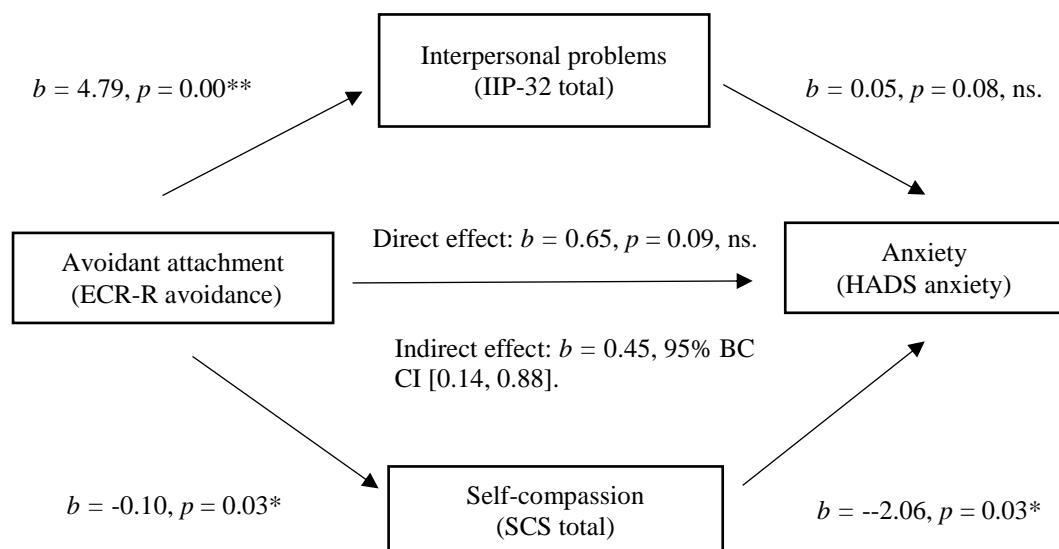 Interpersonal problems
(IIP-32 total)
b = 4.79, p = 0.00**
b = 0.05, p = 0.08, ns.
Direct effect: b = 0.65, p = 0.09, ns.
Avoidant attachment
(ECR-R avoidance)
Anxiety
(HADS anxiety)
Indirect effect: b = 0.45, 95% BC
CI [0.14, 0.88].
b = -0.10, p = 0.03*
Self-compassion
(SCS total)
b = --2.06, p = 0.03*